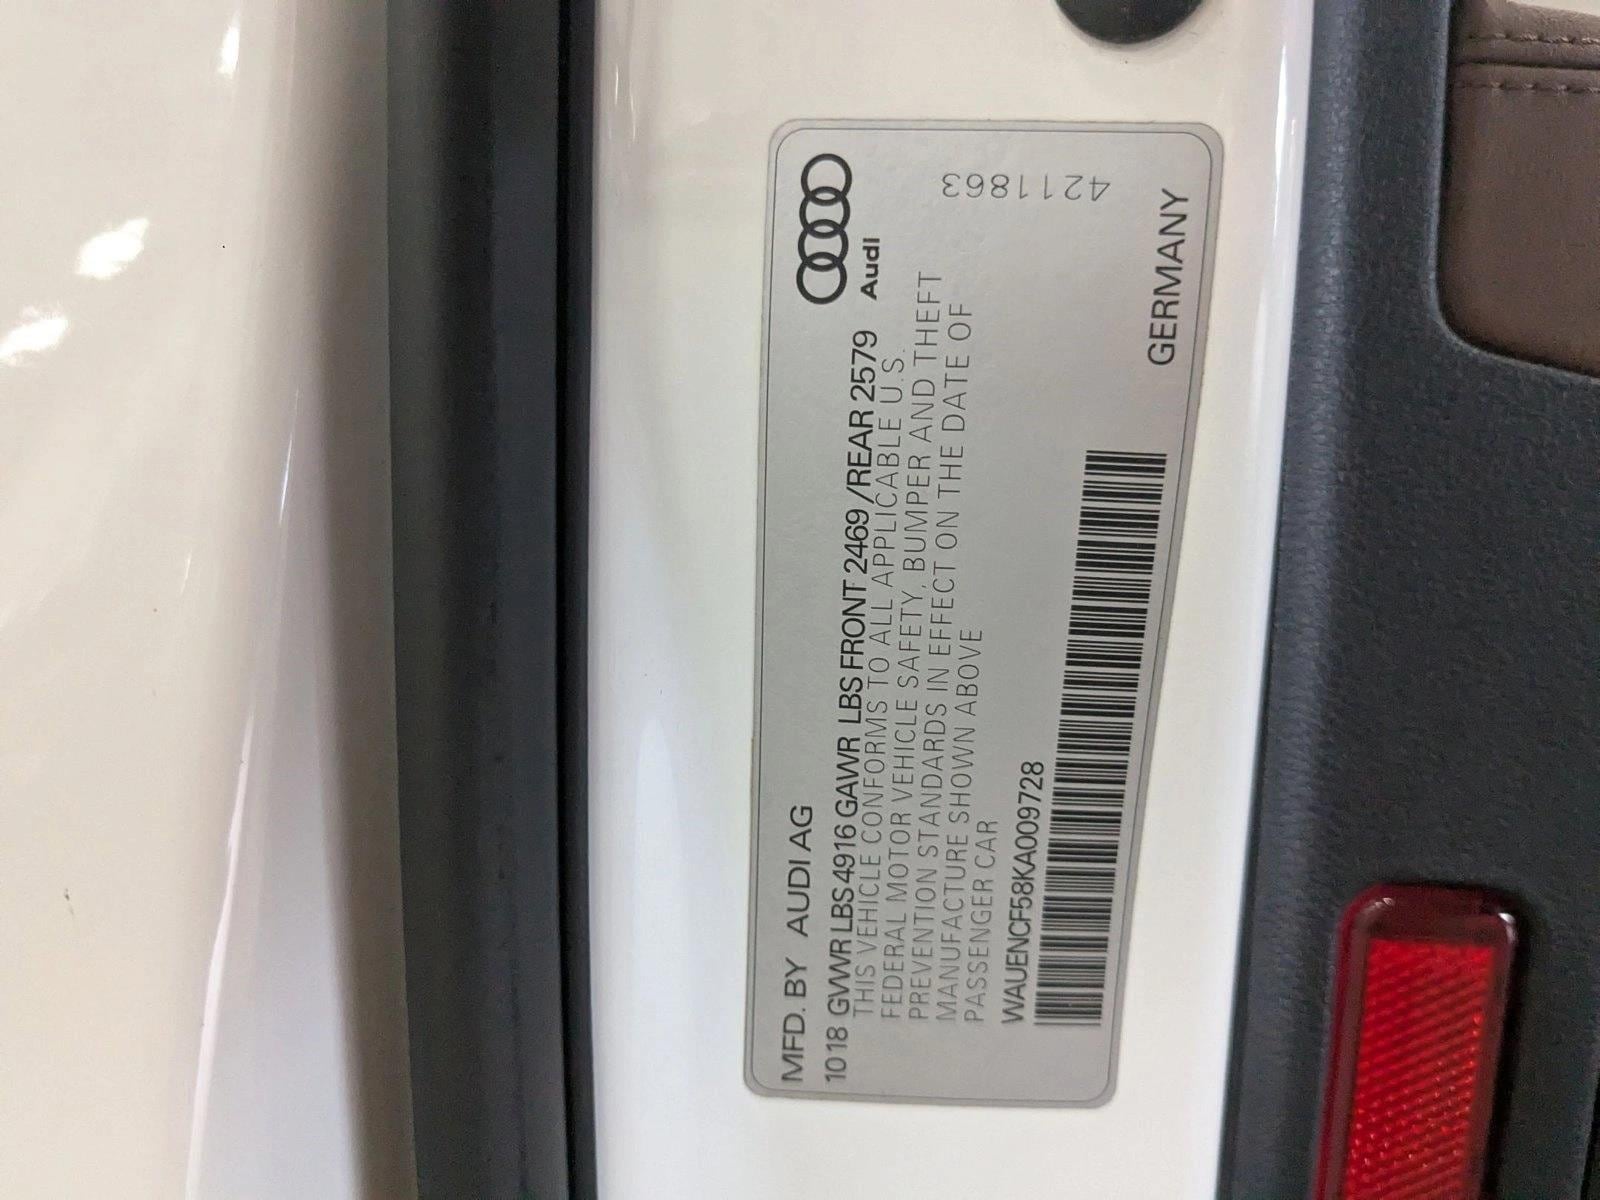 MFD. BY AUDI AG
1018 GVWR LBS 4916 GAWR LBS FRONT 2469 /REAR 2579
THIS VEHICLE CONFORMS TO ALL APPLICABLE U.S.
FEDERAL MOTOR VEHICLE SAFETY, BUMPER AND THEFT
PREVENTION STANDARDS IN EFFECT ON THE DATE OF
MANUFACTURE SHOWN ABOVE
PASSENGER CAR
WAUENCF58KA009728
Audi
4211863
GERMANY